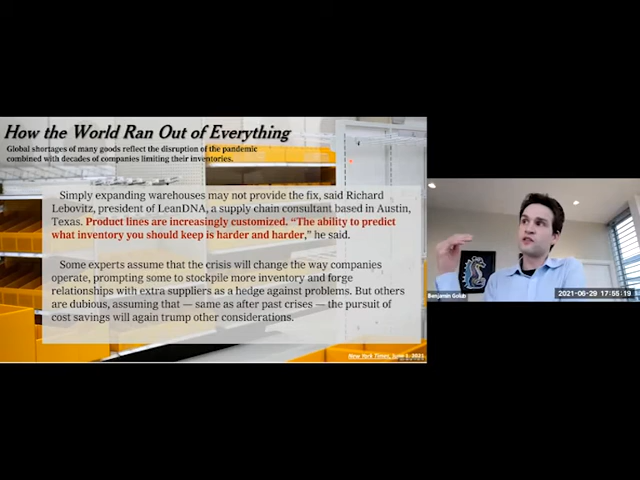 How the World Ran Out of Everything
Global shortages of many goods reflect the disruption of the pandemic
combined with decades of companies limiting their inventories.
Simply expanding warehouses may not provide the fix, said Richard
Lebovitz, president of LeanDNA, a supply chain consultant based in Austin,
Texas. Product lines are increasingly customized. “The ability to predict
what inventory you should keep is harder and harder,” he said.
Some experts assume that the crisis will change the way companies
operate, prompting some to stockpile more inventory and forge
relationships with extra suppliers as a hedge against problems. But others
are dubious, assuming that — same as after past crises — the pursuit of
cost savings will again trump other considerations.
New York Times, June 1, 2021
Benjamin Golub
2021-06-29 17:55:19